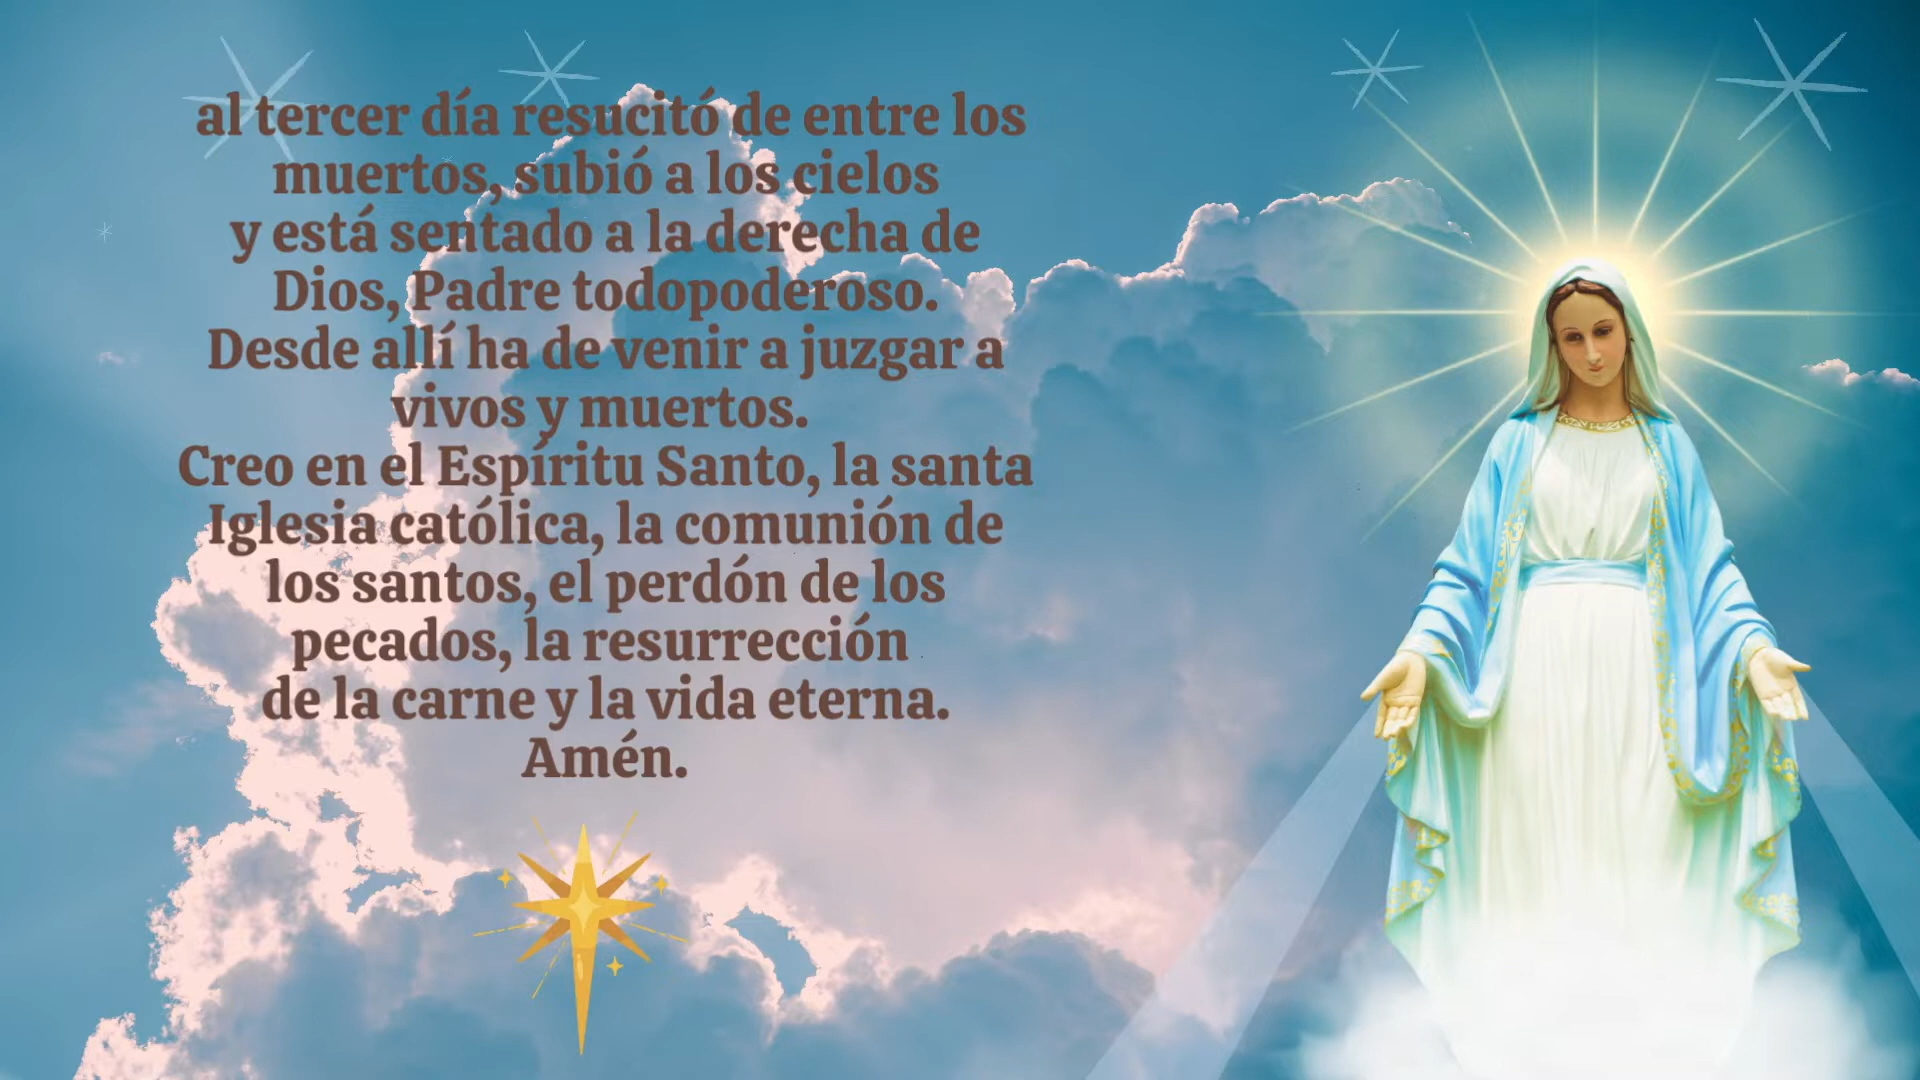 al tercer día resucitó de entre los
muertos, subió a los cielos
y está sentado a la derecha de
Dios, Padre todopoderoso.
Desde allí ha de venir a juzgar a
vivos y muertos.
Creo en el Espíritu Santo, la santa
Iglesia católica, la comunión de
los santos, el perdón de los
pecados, la resurrección
de la carne y la vida eterna.
Amén.